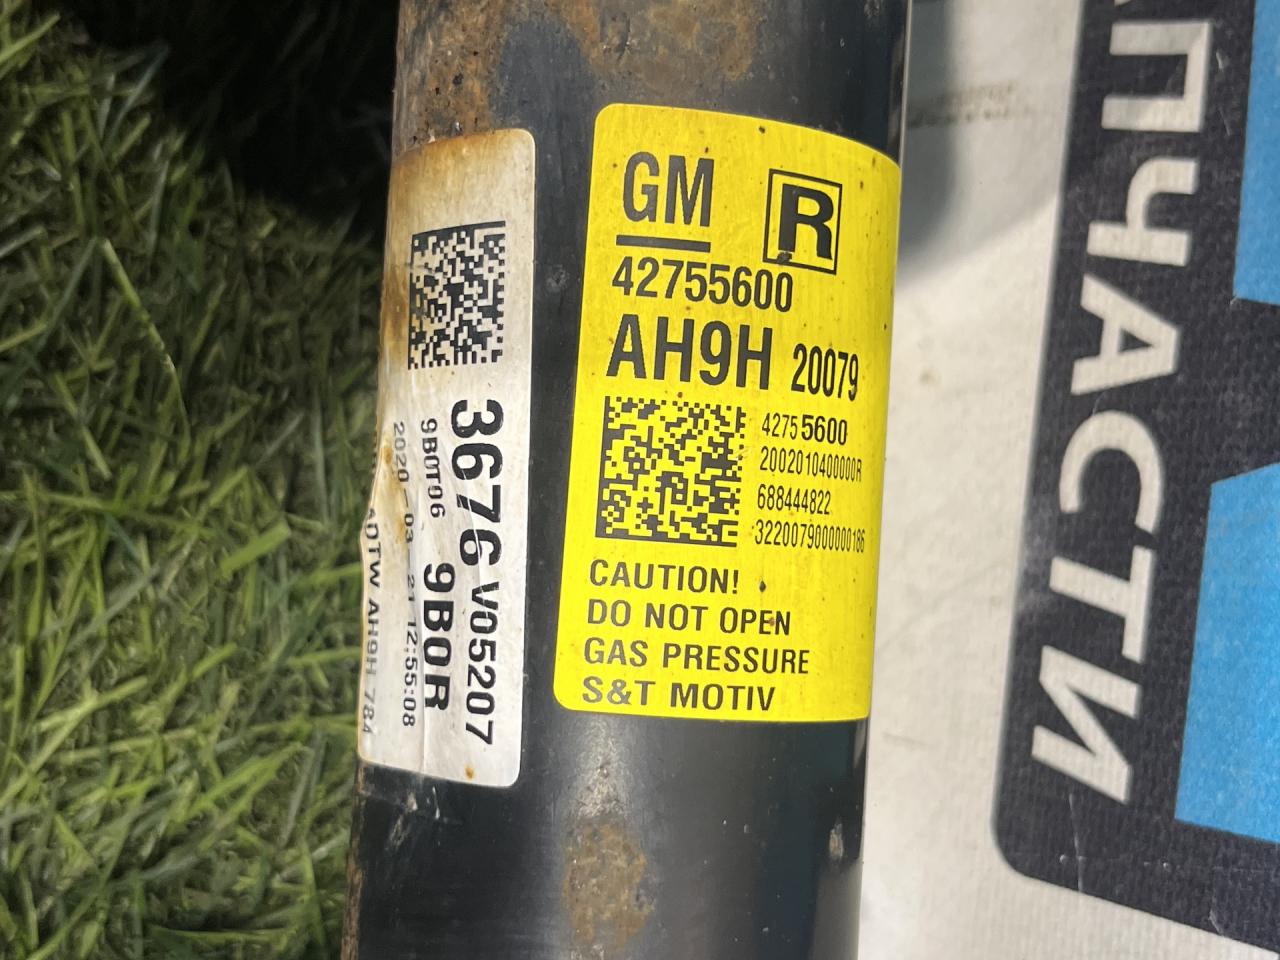 GM R
42755600
AH9H 20079
42755600
2002010400000R
688444822
3220079800000186
CAUTION!
DO NOT OPEN
GAS PRESSURE
S&T MOTIV
3676 V05207
9B0T06 9B0R
2020-03-21 12:55:08
ADTW AH9H 784
АПЧАСТИ